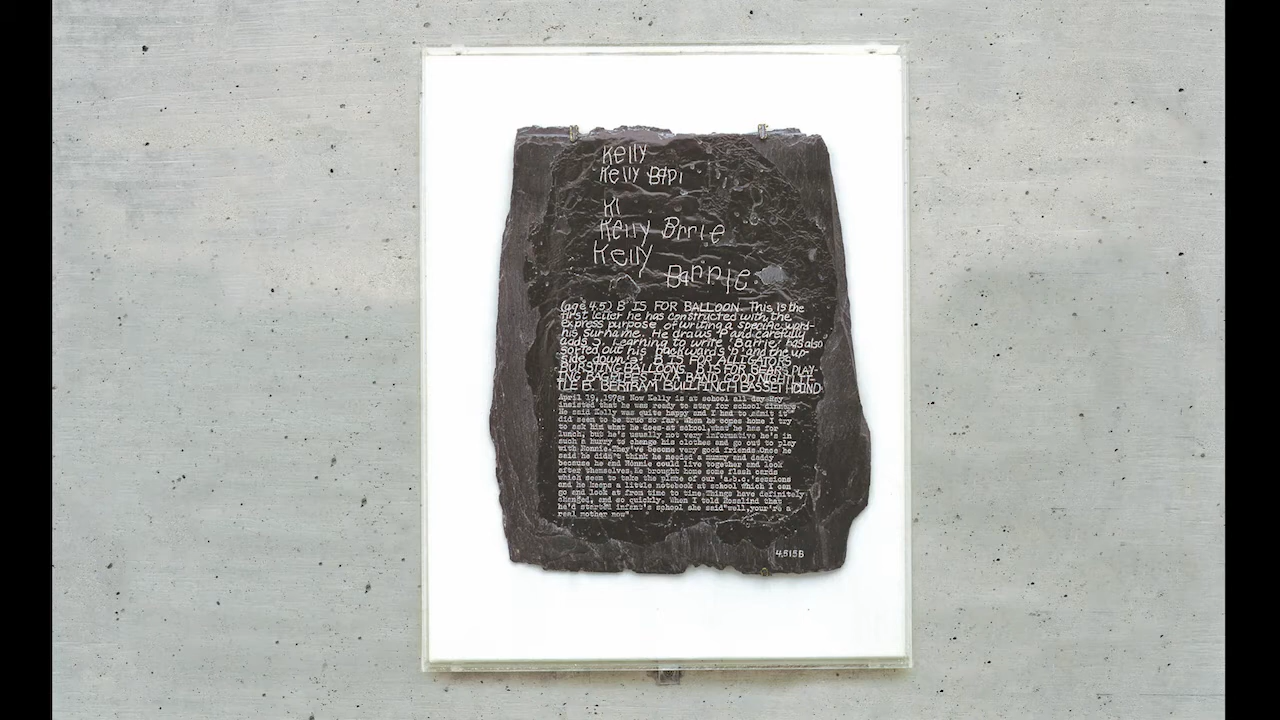 Kelly
Kelly BApi
Kl
Kelly Brrie
Kelly
Barrie
(age 4.5) B IS FOR BALLOON. This is the
first letter he has constructed with the
express purpose of writing a specific word-
his surname. He draws 'P' and carefully
adds 'Ɔ'. Learning to write 'Barrie' has also
sorted out his backwards 'b' and the up-
side down 'a'. B IS FOR ALLIGATORS
BURSTING BALLOONS. B IS FOR BEARS PLAY-
ING BASEBALL IN A BAND. GOOD NIGHT LIT-
TLE B. BERTRAM BULLFINCH BASSET HOUND
April 19, 1978: Now Kelly is at school all day Ray
insisted that he was ready to stay for school dinners.
He said Kelly was quite happy and I had to admit it
did seem to be true so far. When he comes home I try
to ask him what he does at school, what he has for
lunch, but he's usually not very informative he's in
such a hurry to change his clothes and go out to play
with Ronnie. They've become very good friends. Once he
said he didn't think he needed a mummy and daddy
because he and Ronnie could live together and look
after themselves. He brought home some flash cards
which seem to take the place of our 'a.b.c.' sessions
and he keeps a little notebook at school which I can
go and look at from time to time. Things have definitely
changed, and so quickly. When I told Rosalind that
he'd started infant's school she said "well, your're a
real mother now"
4.515B